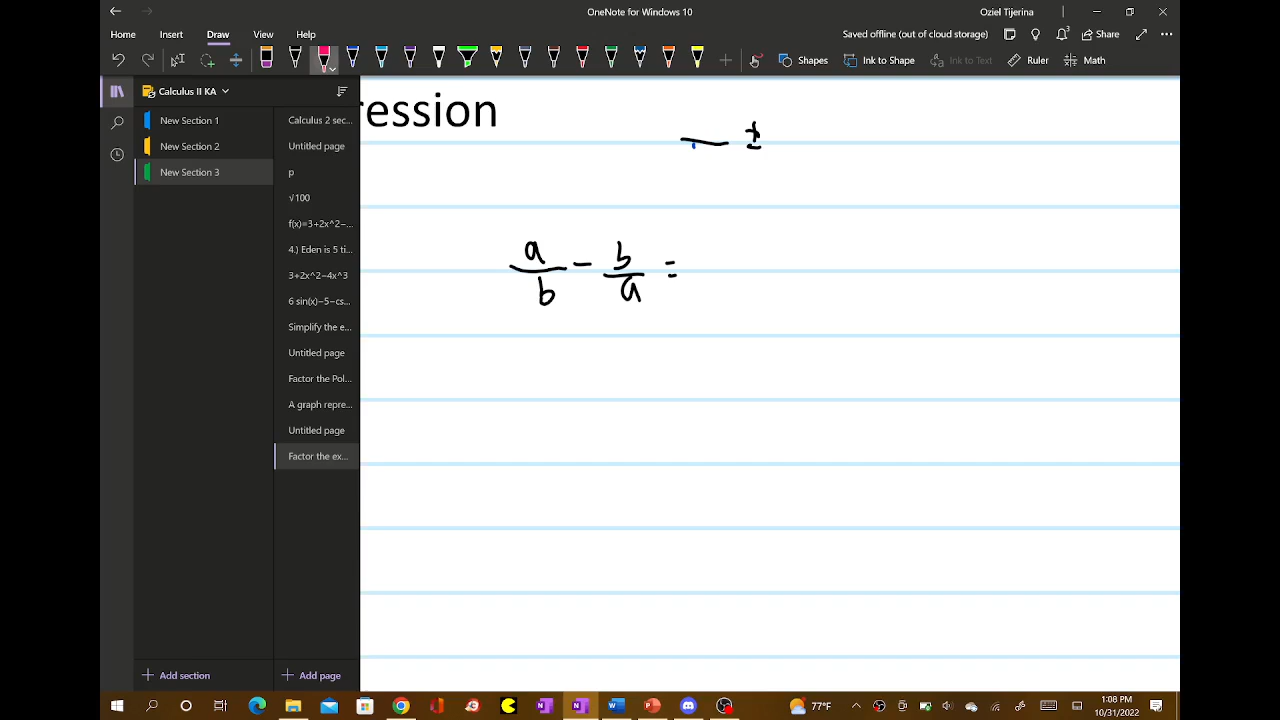 OneNote for Windows 10
Oziel Tijerina
Home Insert Draw View Help
Saved offline (out of cloud storage)
3
Share
Ink to Shape
Shapes
Ink to Text
Ruler
Math
Calculus II KA
ression
±
New Section 1
New Section 2
New Section 3
Calculus 2 sec...
Untitled page
p
√100
f(x)=3+2x^2−...
4.) Eden is 5 ti...
3+2x^2−4x^3
6 sin(x)−5−cs...
Simplify the e...
Untitled page
Factor the Pol...
A graph repre...
Untitled page
Factor the ex...
a/b − b/a =
Add section
Add page
77°F
1:08 PM
10/31/2022